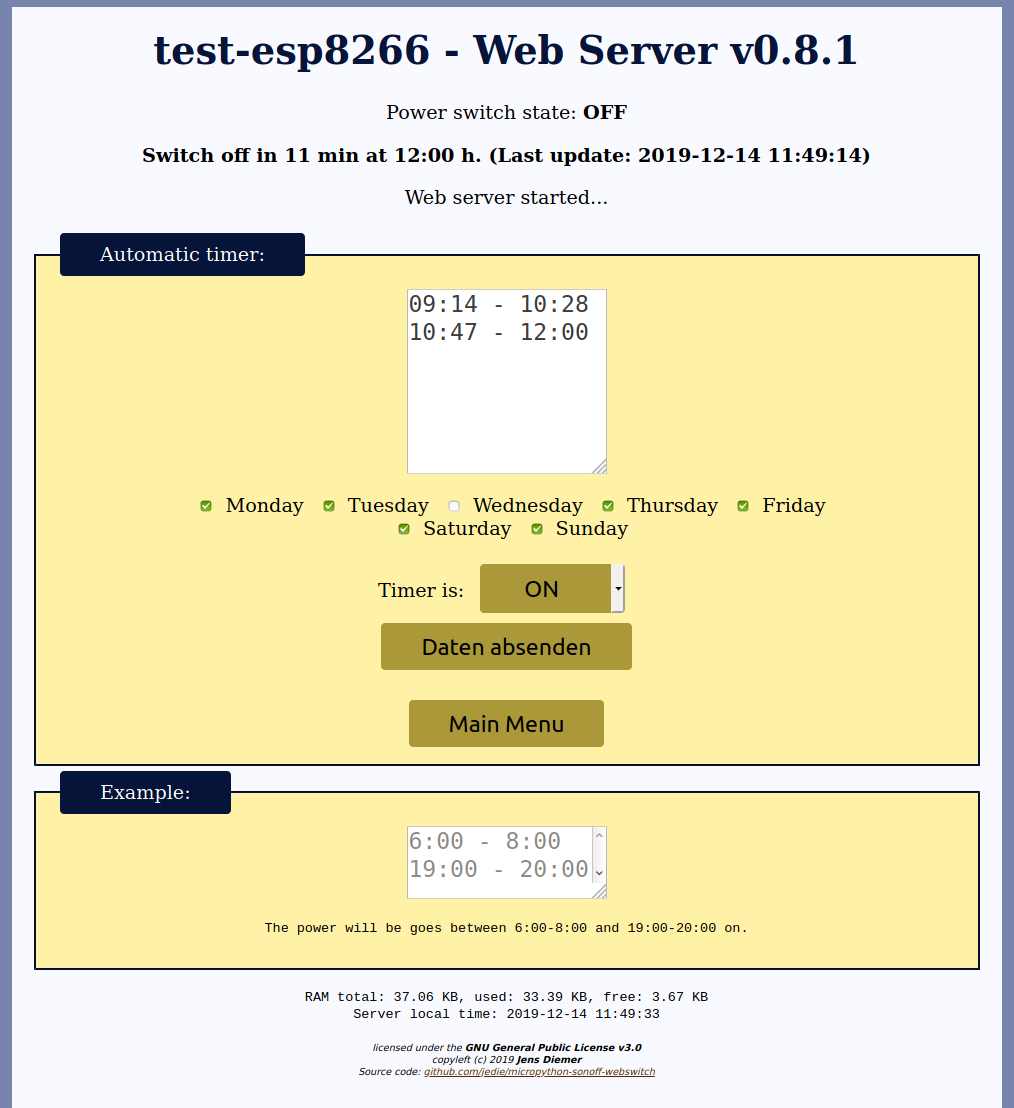 test-esp8266 - Web Server v0.8.1
Power switch state: OFF
Switch off in 11 min at 12:00 h. (Last update: 2019-12-14 11:49:14)
Web server started...
Automatic timer:
09:14 - 10:28
10:47 - 12:00
Monday Tuesday Wednesday Thursday Friday
Saturday Sunday
Timer is: ON
Daten absenden
Main Menu
Example:
6:00 - 8:00
19:00 - 20:00
The power will be goes between 6:00-8:00 and 19:00-20:00 on.
RAM total: 37.06 KB, used: 33.39 KB, free: 3.67 KB
Server local time: 2019-12-14 11:49:33
licensed under the GNU General Public License v3.0
copyleft (c) 2019 Jens Diemer
Source code: github.com/jedie/micropython-sonoff-webswitch